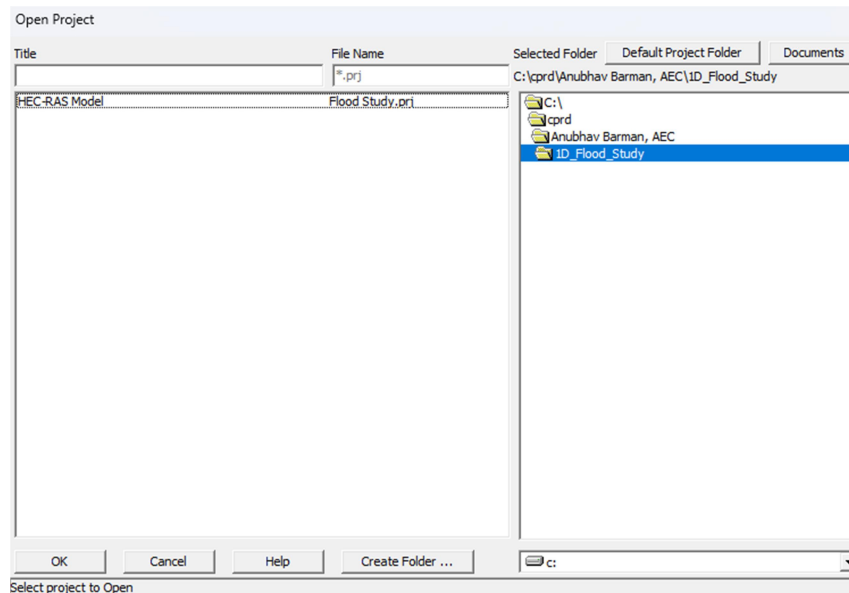 Open Project
Title File Name Selected Folder Default Project Folder Documents
*.prj C:\cprd\Anubhav Barman, AEC\1D_Flood_Study
HEC-RAS Model Flood Study.prj C:\
cprd
Anubhav Barman, AEC
1D_Flood_Study
OK Cancel Help Create Folder ... c:
Select project to Open